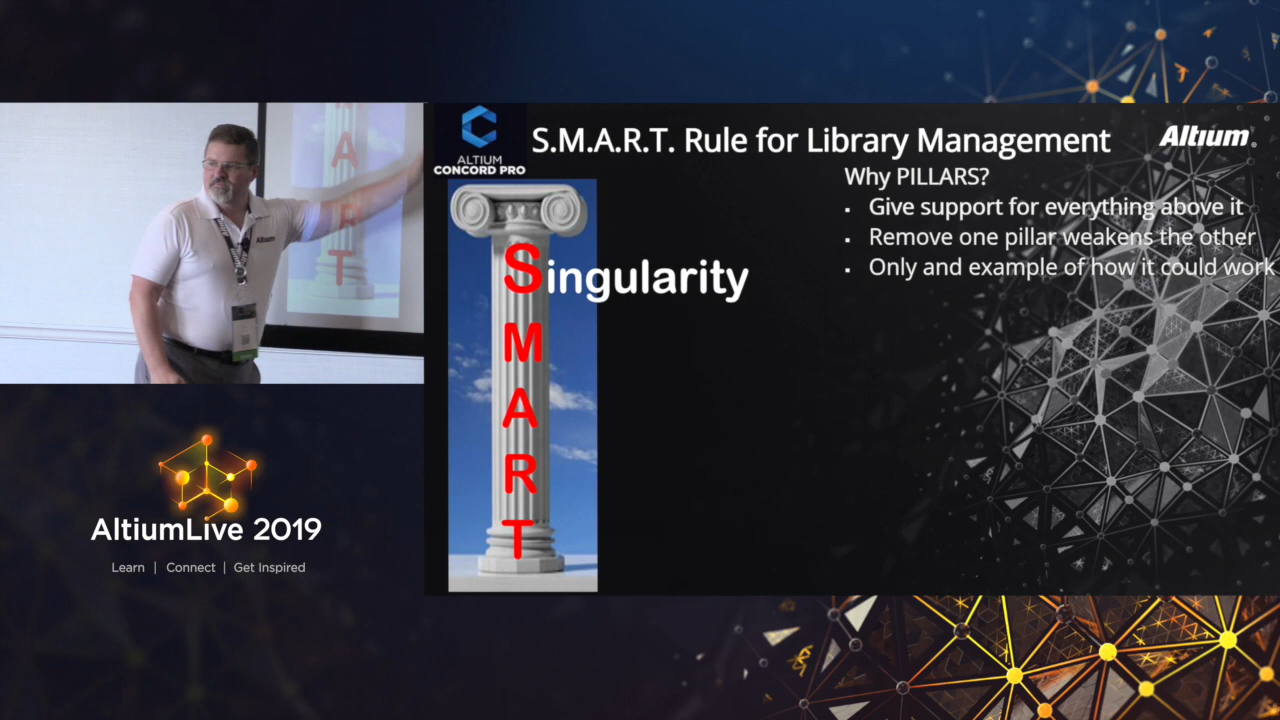 ALTIUM
CONCORD PRO
S.M.A.R.T. Rule for Library Management
Altium®
Why PILLARS?
▪ Give support for everything above it
▪ Remove one pillar weakens the other
▪ Only and example of how it could work
Singularity
M
A
R
T
A
R
T
Altium
AltiumLive 2019
Learn | Connect | Get Inspired